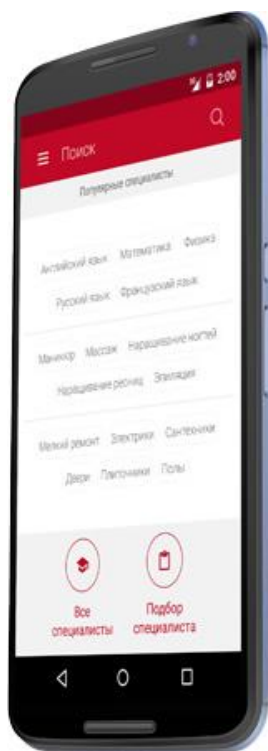 2:00
Поиск
Популярные специалисты
Английский язык Математика Физика
Русский язык Французский язык
Маникюр Массаж Наращивание ногтей
Наращивание ресниц Эпиляция
Мелкий ремонт Электрики Сантехники
Двери Плиточники Полы
Все специалисты
Подбор специалиста